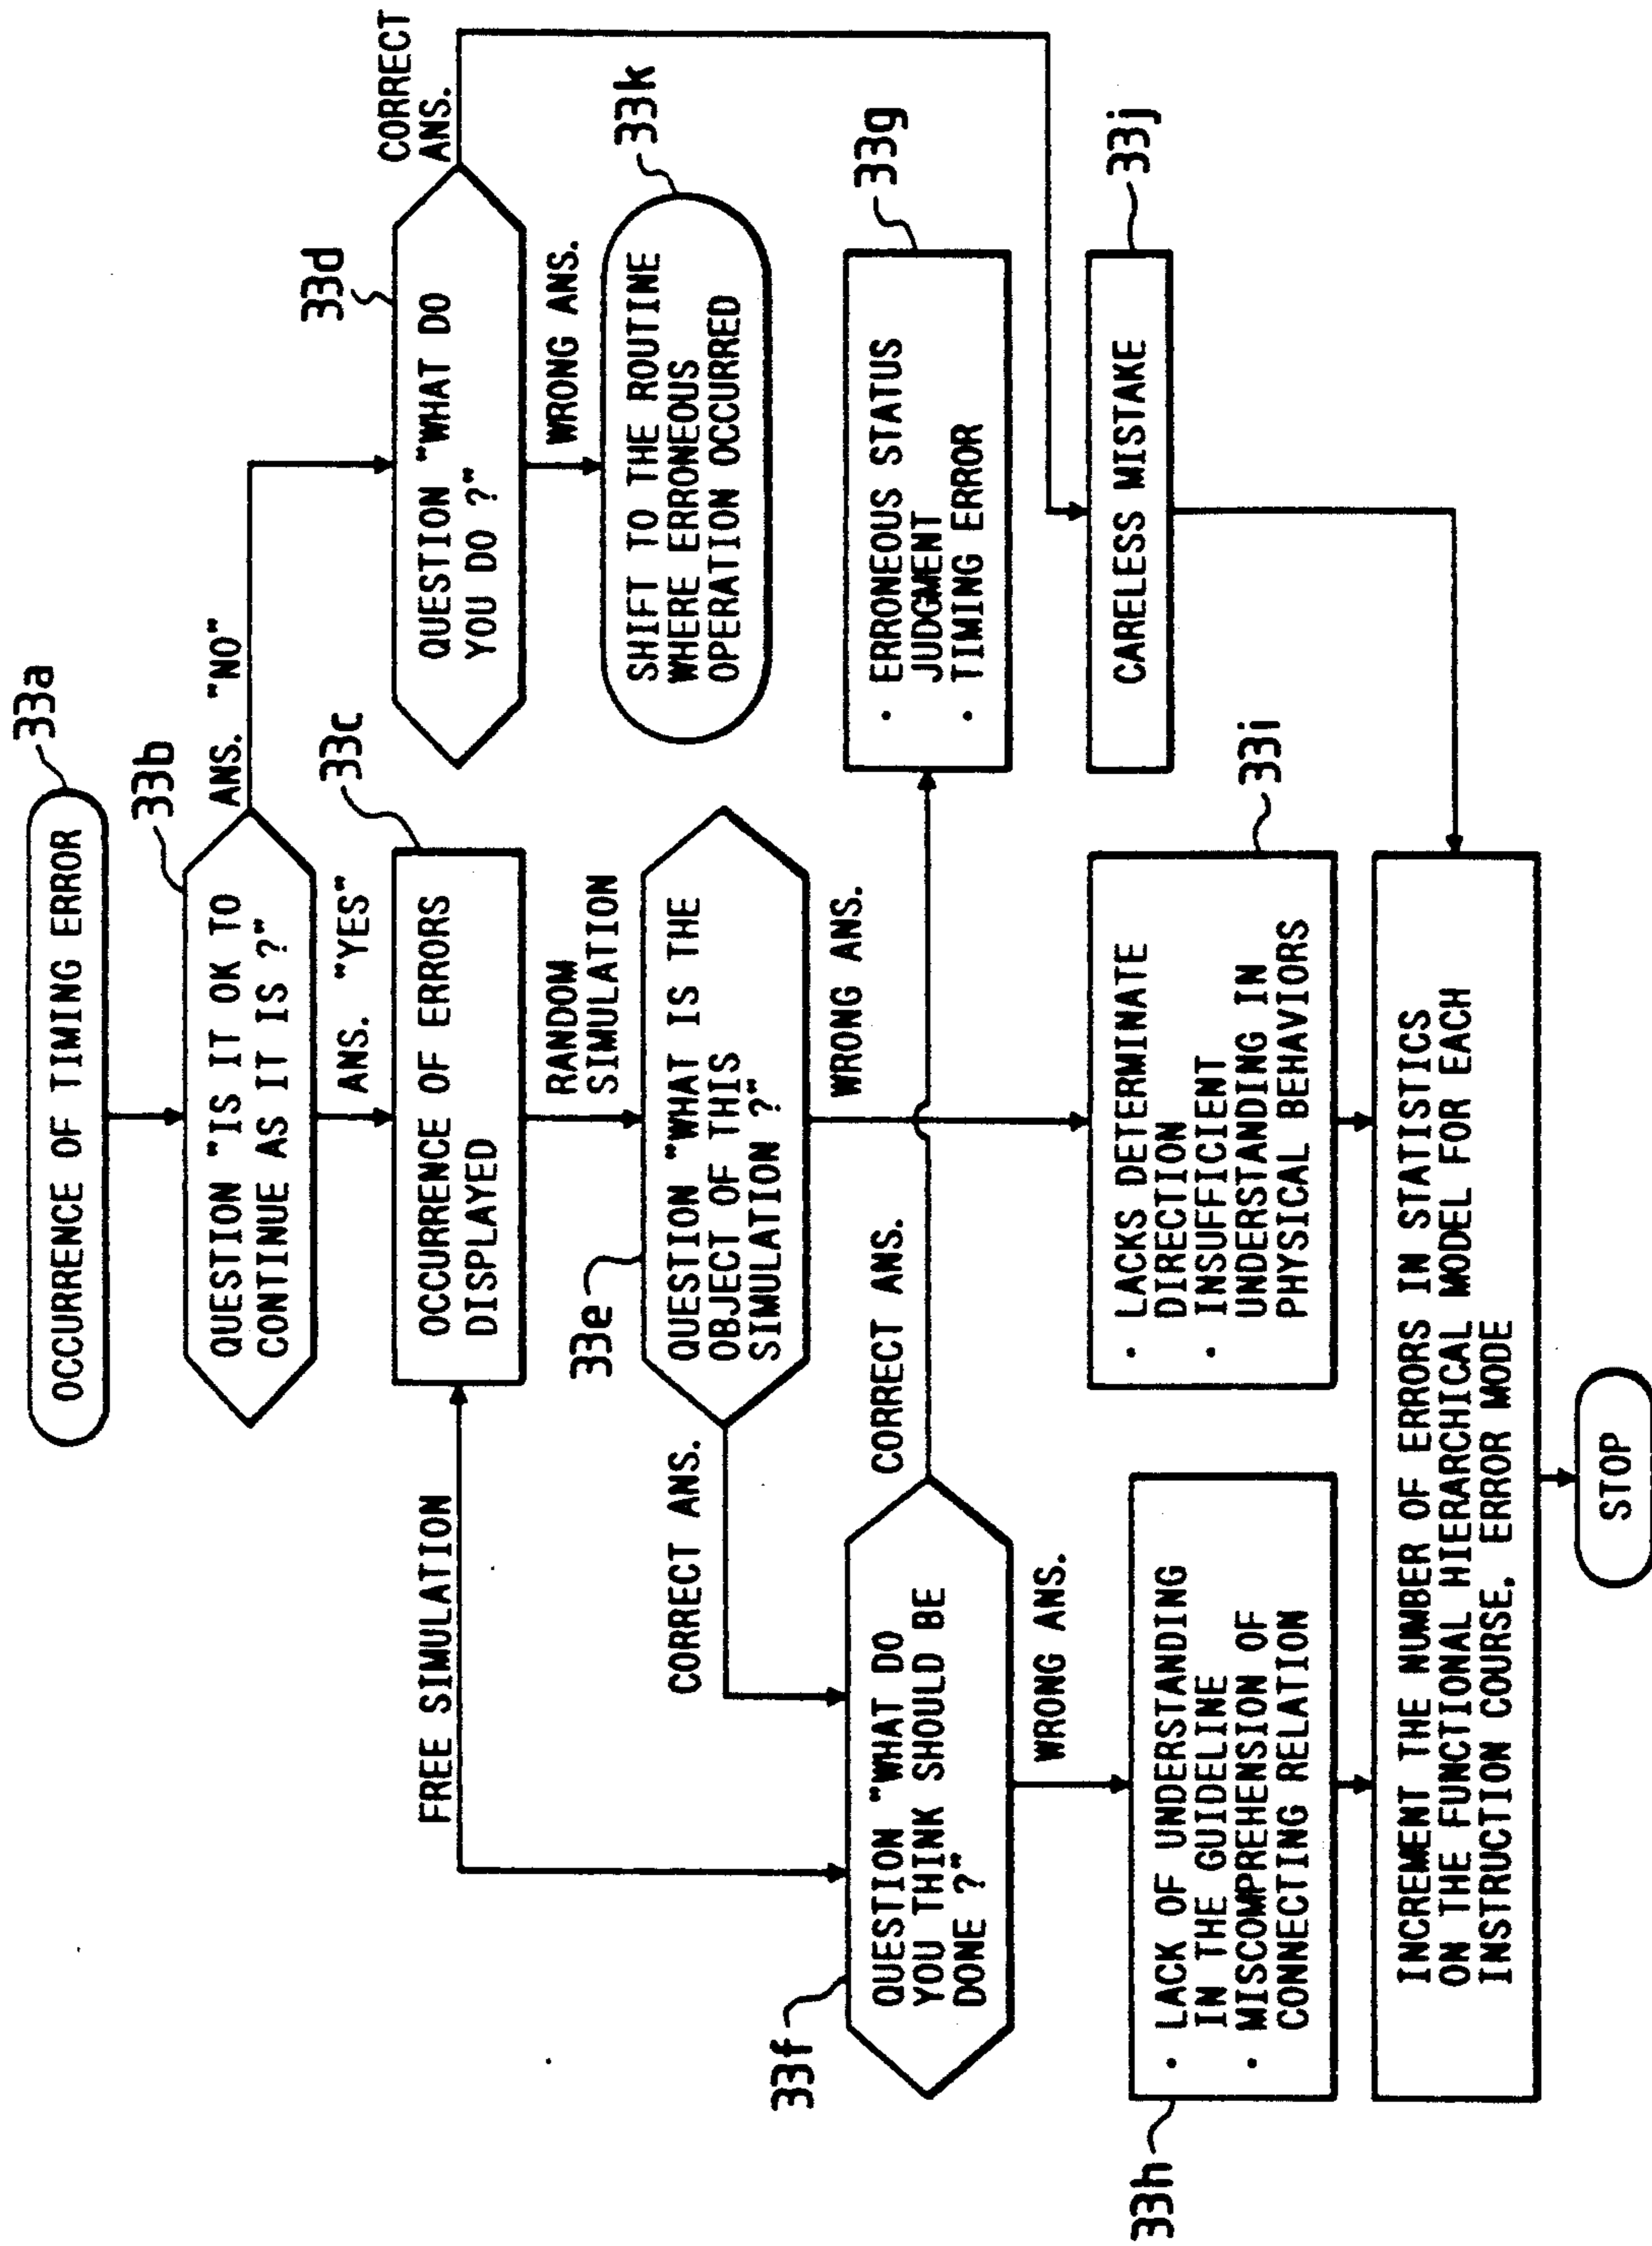 OCCURRENCE OF TIMING ERROR
33a
33b
QUESTION "IS IT OK TO
CONTINUE AS IT IS ?"
ANS. "NO"
ANS. "YES"
33c
OCCURRENCE OF ERRORS
DISPLAYED
33d
QUESTION "WHAT DO
YOU DO ?"
CORRECT
ANS.
WRONG ANS.
33k
SHIFT TO THE ROUTINE
WHERE ERRONEOUS
OPERATION OCCURRED
FREE SIMULATION
RANDOM
SIMULATION
33e
QUESTION "WHAT IS THE
OBJECT OF THIS
SIMULATION ?"
CORRECT ANS.
WRONG ANS.
33f
QUESTION "WHAT DO
YOU THINK SHOULD BE
DONE ?"
CORRECT ANS.
WRONG ANS.
33g
• ERRONEOUS STATUS
JUDGMENT
• TIMING ERROR
33h
• LACK OF UNDERSTANDING
IN THE GUIDELINE
• MISCOMPREHENSION OF
CONNECTING RELATION
33i
• LACKS DETERMINATE
DIRECTION
• INSUFFICIENT
UNDERSTANDING IN
PHYSICAL BEHAVIORS
33j
CARELESS MISTAKE
INCREMENT THE NUMBER OF ERRORS IN STATISTICS
ON THE FUNCTIONAL HIERARCHICAL MODEL FOR EACH
INSTRUCTION COURSE, ERROR MODE
STOP